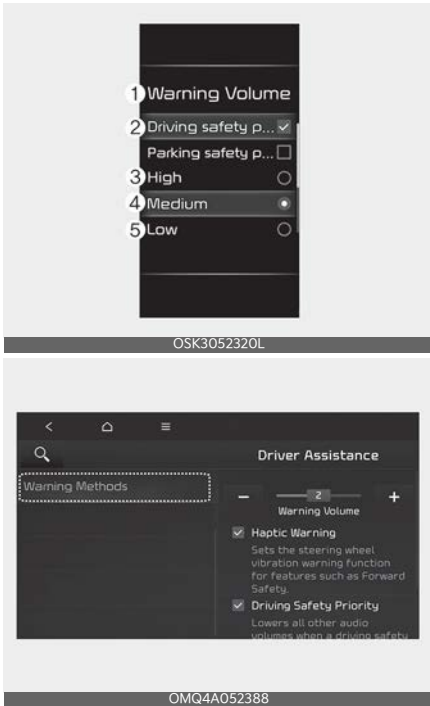 1 Warning Volume
2 Driving safety p...
Parking safety p...
3 High
4 Medium
5 Low
OSK3052320L
Driver Assistance
Warning Methods
2
Warning Volume
Haptic Warning
Sets the steering wheel
vibration warning function
for features such as Forward
Safety.
Driving Safety Priority
Lowers all other audio
volumes when a driving safety
OMQ4A052388